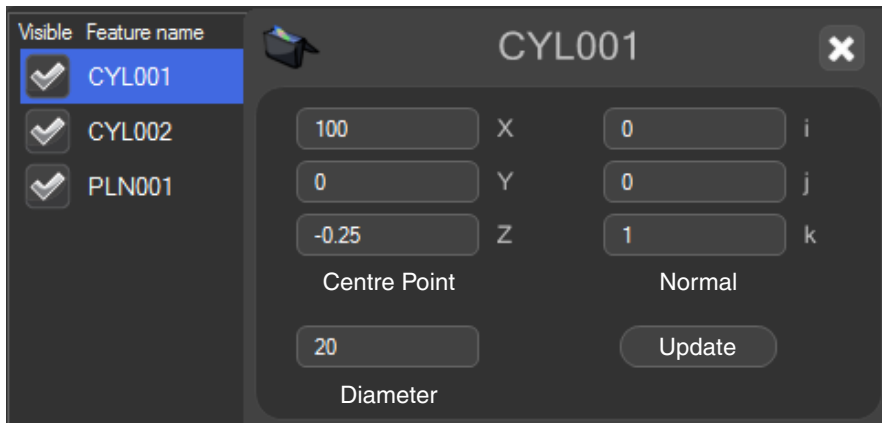 Visible Feature name
CYL001
CYL002
PLN001
CYL001
100 X 0 i
0 Y 0 j
-0.25 Z 1 k
Centre Point Normal
20 Update
Diameter